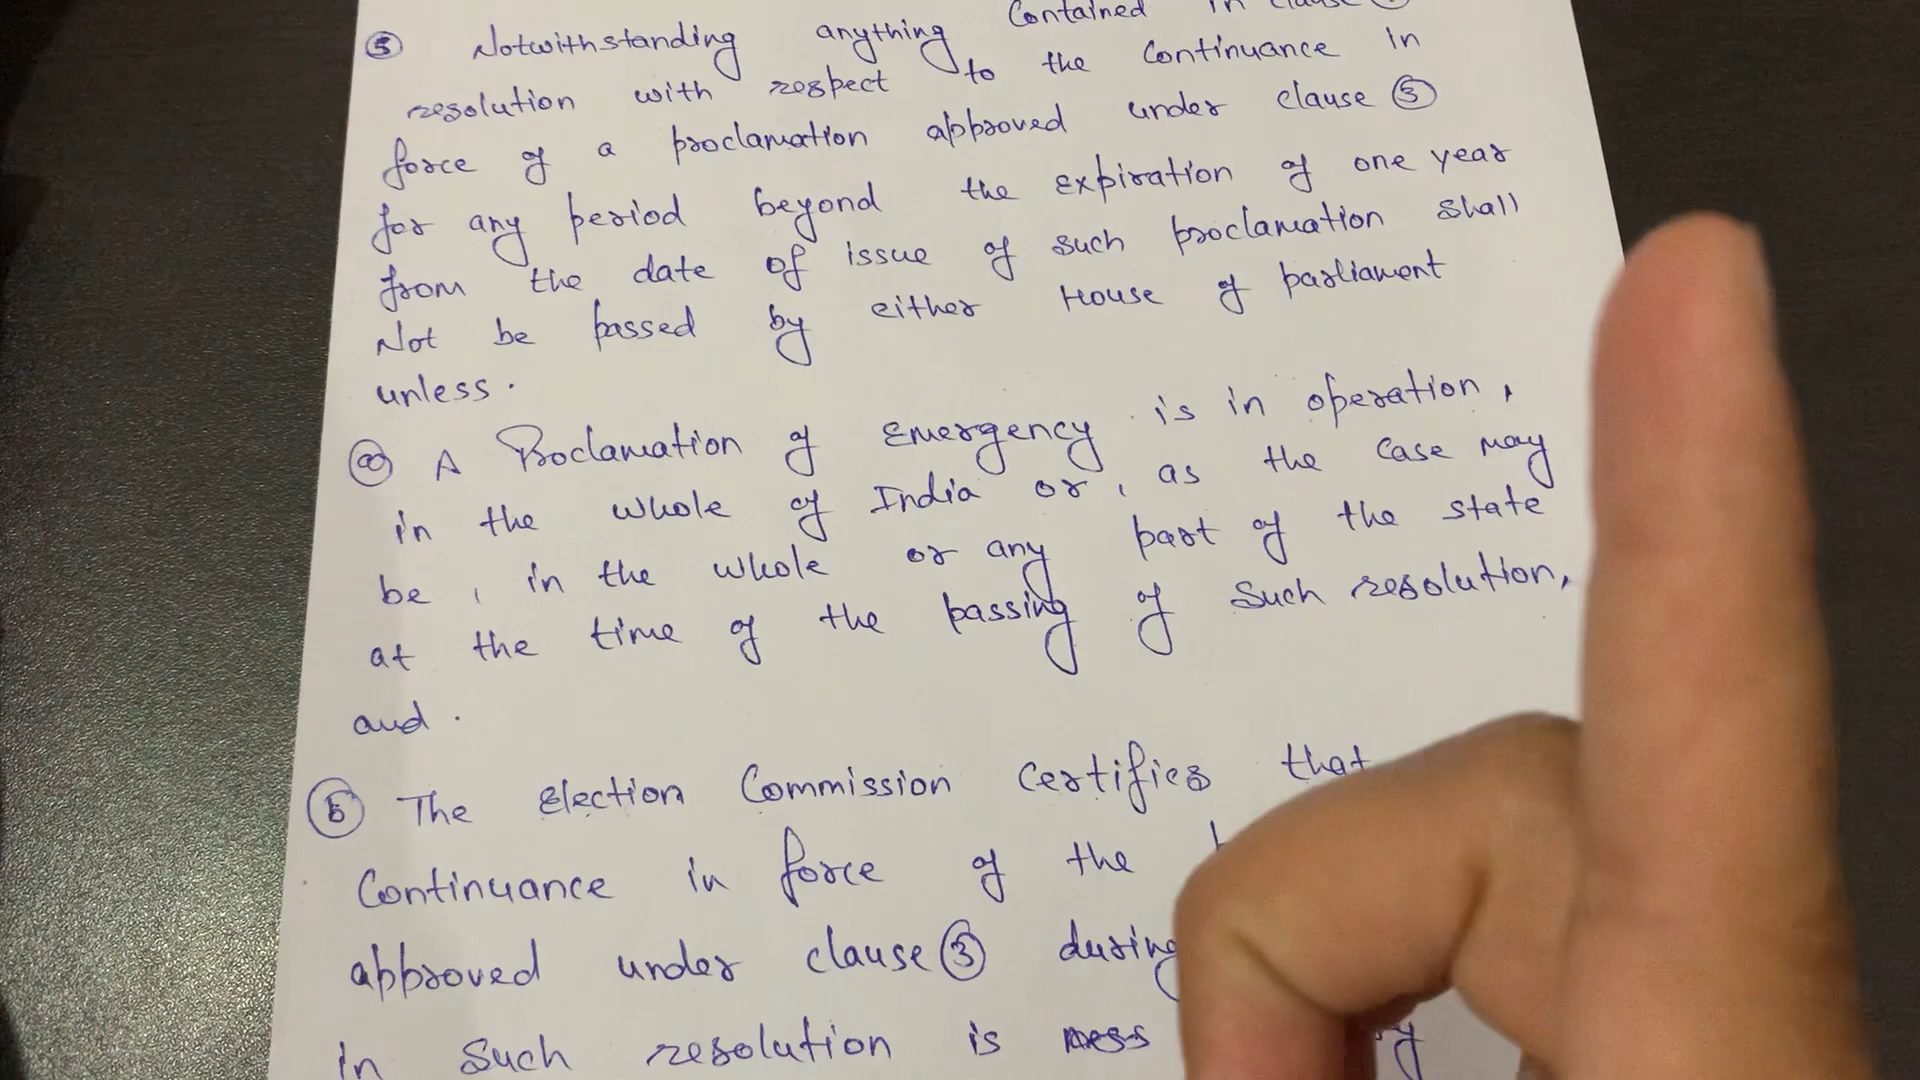 ⑤ Notwithstanding anything Contained in clause
resolution with respect to the Continuance in
force of a proclamation approved under clause ③
for any period beyond the expiration of one year
from the date of issue of such proclamation shall
Not be passed by either House of parliament
unless.
ⓐ A Proclamation of Emergency is in operation,
in the whole of India or, as the case may
be, in the whole or any part of the state
at the time of the passing of such resolution,
and.
ⓑ The Election Commission Certifies that
Continuance in force of the
approved under clause ③ during
in such resolution is